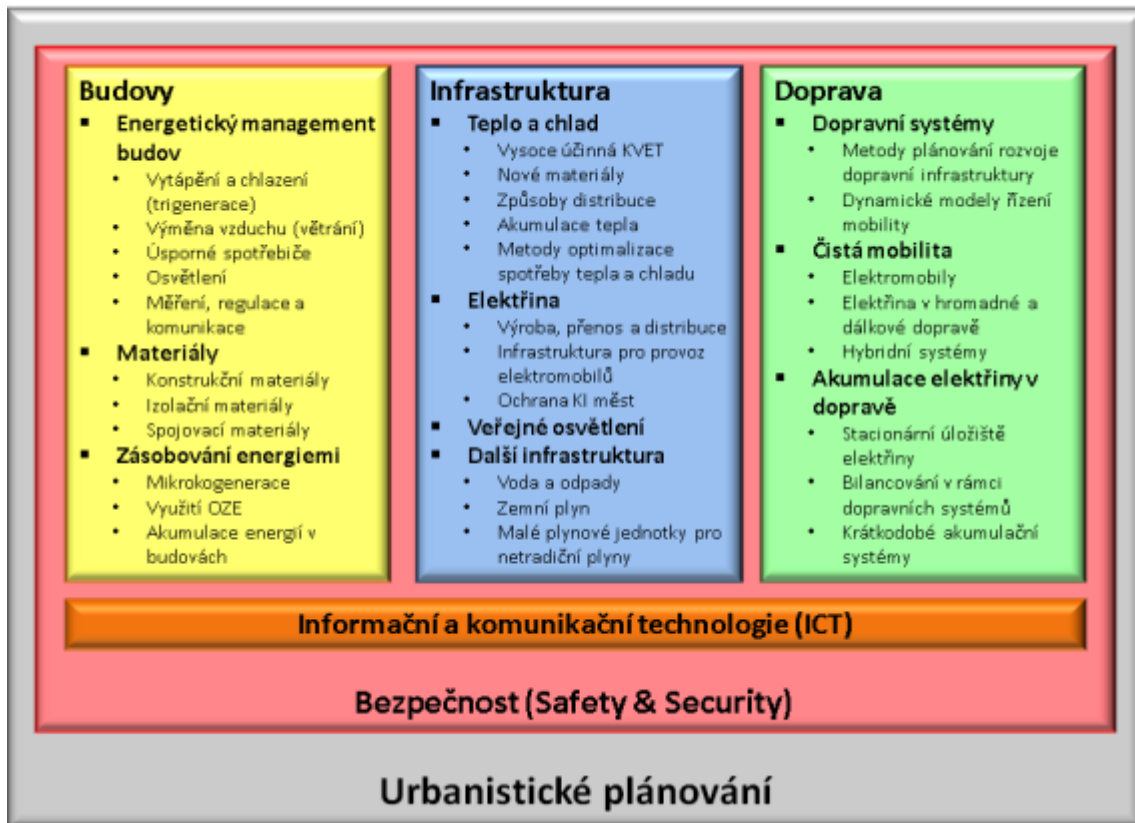 Budovy
▪ Energetický management
budov
• Vytápění a chlazení
(trigenerace)
• Výměna vzduchu (větrání)
• Úsporné spotřebiče
• Osvětlení
• Měření, regulace a
komunikace
▪ Materiály
• Konstrukční materiály
• Izolační materiály
• Spojovací materiály
▪ Zásobování energiemi
• Mikrokogenerace
• Využití OZE
• Akumulace energií v
budovách
Infrastruktura
▪ Teplo a chlad
• Vysoce účinná KVET
• Nové materiály
• Způsoby distribuce
• Akumulace tepla
• Metody optimalizace
spotřeby tepla a chladu
▪ Elektřina
• Výroba, přenos a distribuce
• Infrastruktura pro provoz
elektromobilů
• Ochrana KI měst
▪ Veřejné osvětlení
▪ Další infrastruktura
• Voda a odpady
• Zemní plyn
• Malé plynové jednotky pro
netradiční plyny
Doprava
▪ Dopravní systémy
• Metody plánování rozvoje
dopravní infrastruktury
• Dynamické modely řízení
mobility
▪ Čistá mobilita
• Elektromobily
• Elektřina v hromadné a
dálkové dopravě
• Hybridní systémy
▪ Akumulace elektřiny v
dopravě
• Stacionární úložiště
elektřiny
• Bilancování v rámci
dopravních systémů
• Krátkodobé akumulační
systémy
Informační a komunikační technologie (ICT)
Bezpečnost (Safety & Security)
Urbanistické plánování